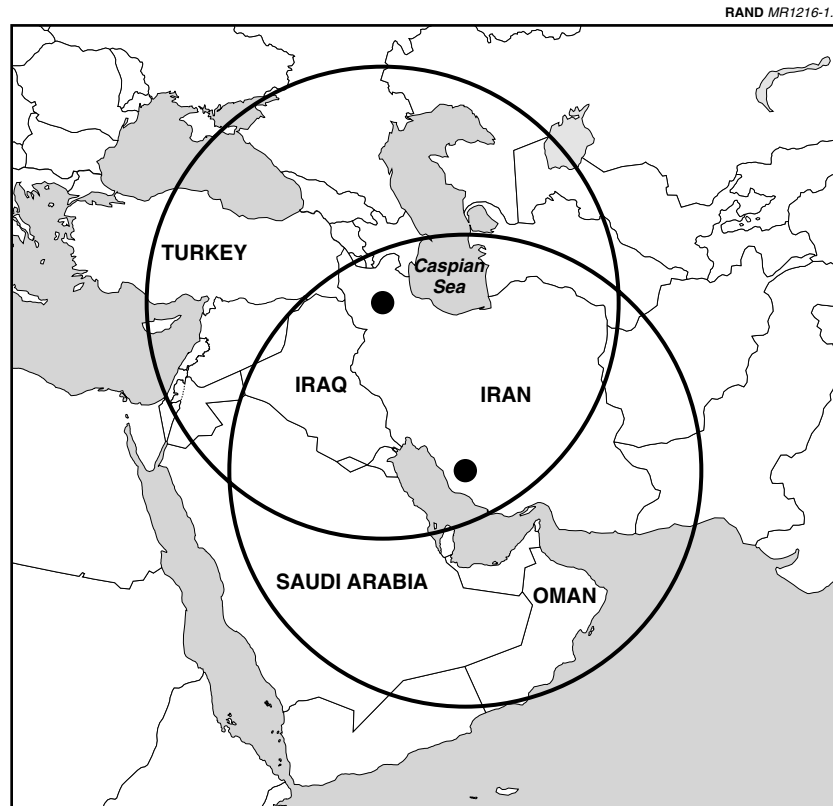 RAND MR1216-1.
TURKEY
Caspian
Sea
IRAQ
IRAN
SAUDI ARABIA
OMAN